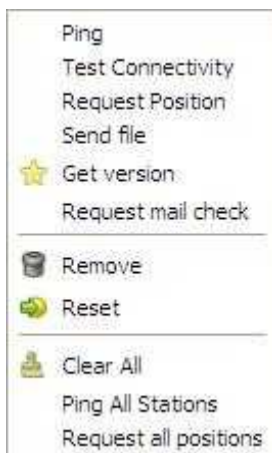 Ping
Test Connectivity
Request Position
Send file
Get version
Request mail check
Remove
Reset
Clear All
Ping All Stations
Request all positions